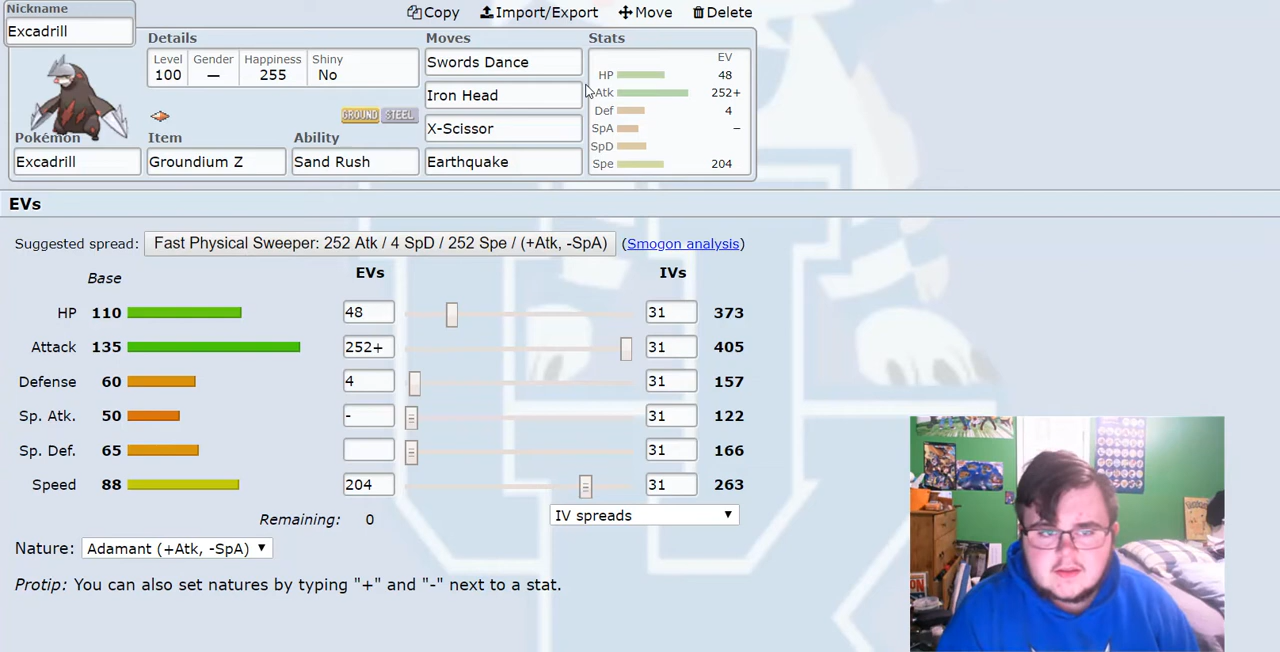 Nickname
Excadrill
Copy Import/Export Move Delete
Details
Level Gender Happiness Shiny
100 — 255 No
GROUND STEEL
Pokémon Item Ability
Excadrill Groundium Z Sand Rush
Moves
Swords Dance
Iron Head
X-Scissor
Earthquake
Stats
EV
HP 48
Atk 252+
Def 4
SpA –
SpD
Spe 204
EVs
Suggested spread: Fast Physical Sweeper: 252 Atk / 4 SpD / 252 Spe / (+Atk, -SpA) (Smogon analysis)
Base EVs IVs
HP 110 48 31 373
Attack 135 252+ 31 405
Defense 60 4 31 157
Sp. Atk. 50 - 31 122
Sp. Def. 65 31 166
Speed 88 204 31 263
Remaining: 0 IV spreads
Nature: Adamant (+Atk, -SpA)
Protip: You can also set natures by typing "+" and "-" next to a stat.